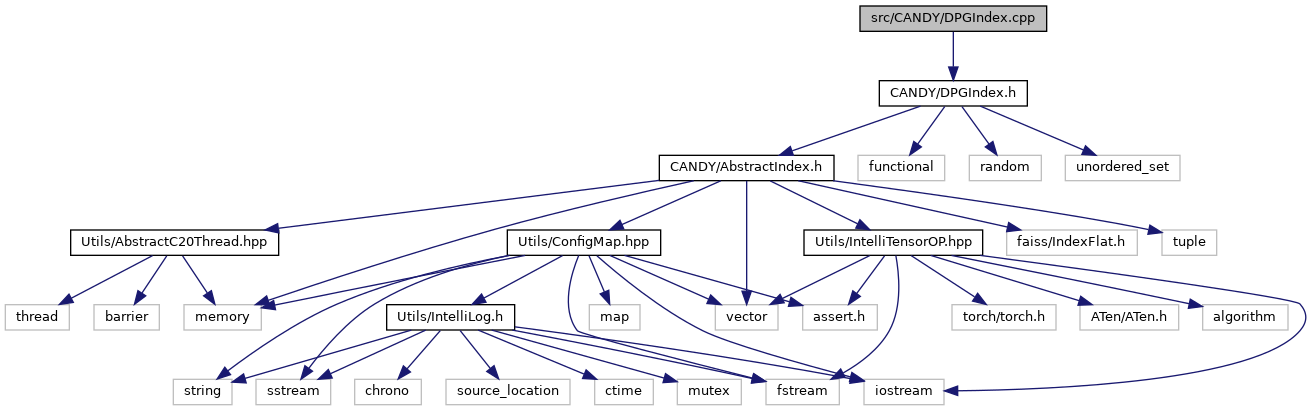 src/CANDY/DPGIndex.cpp
CANDY/DPGIndex.h
CANDY/AbstractIndex.h
functional
random
unordered_set
Utils/AbstractC20Thread.hpp
Utils/ConfigMap.hpp
Utils/IntelliTensorOP.hpp
faiss/IndexFlat.h
tuple
thread
barrier
memory
Utils/IntelliLog.h
map
vector
assert.h
torch/torch.h
ATen/ATen.h
algorithm
string
sstream
chrono
source_location
ctime
mutex
fstream
iostream